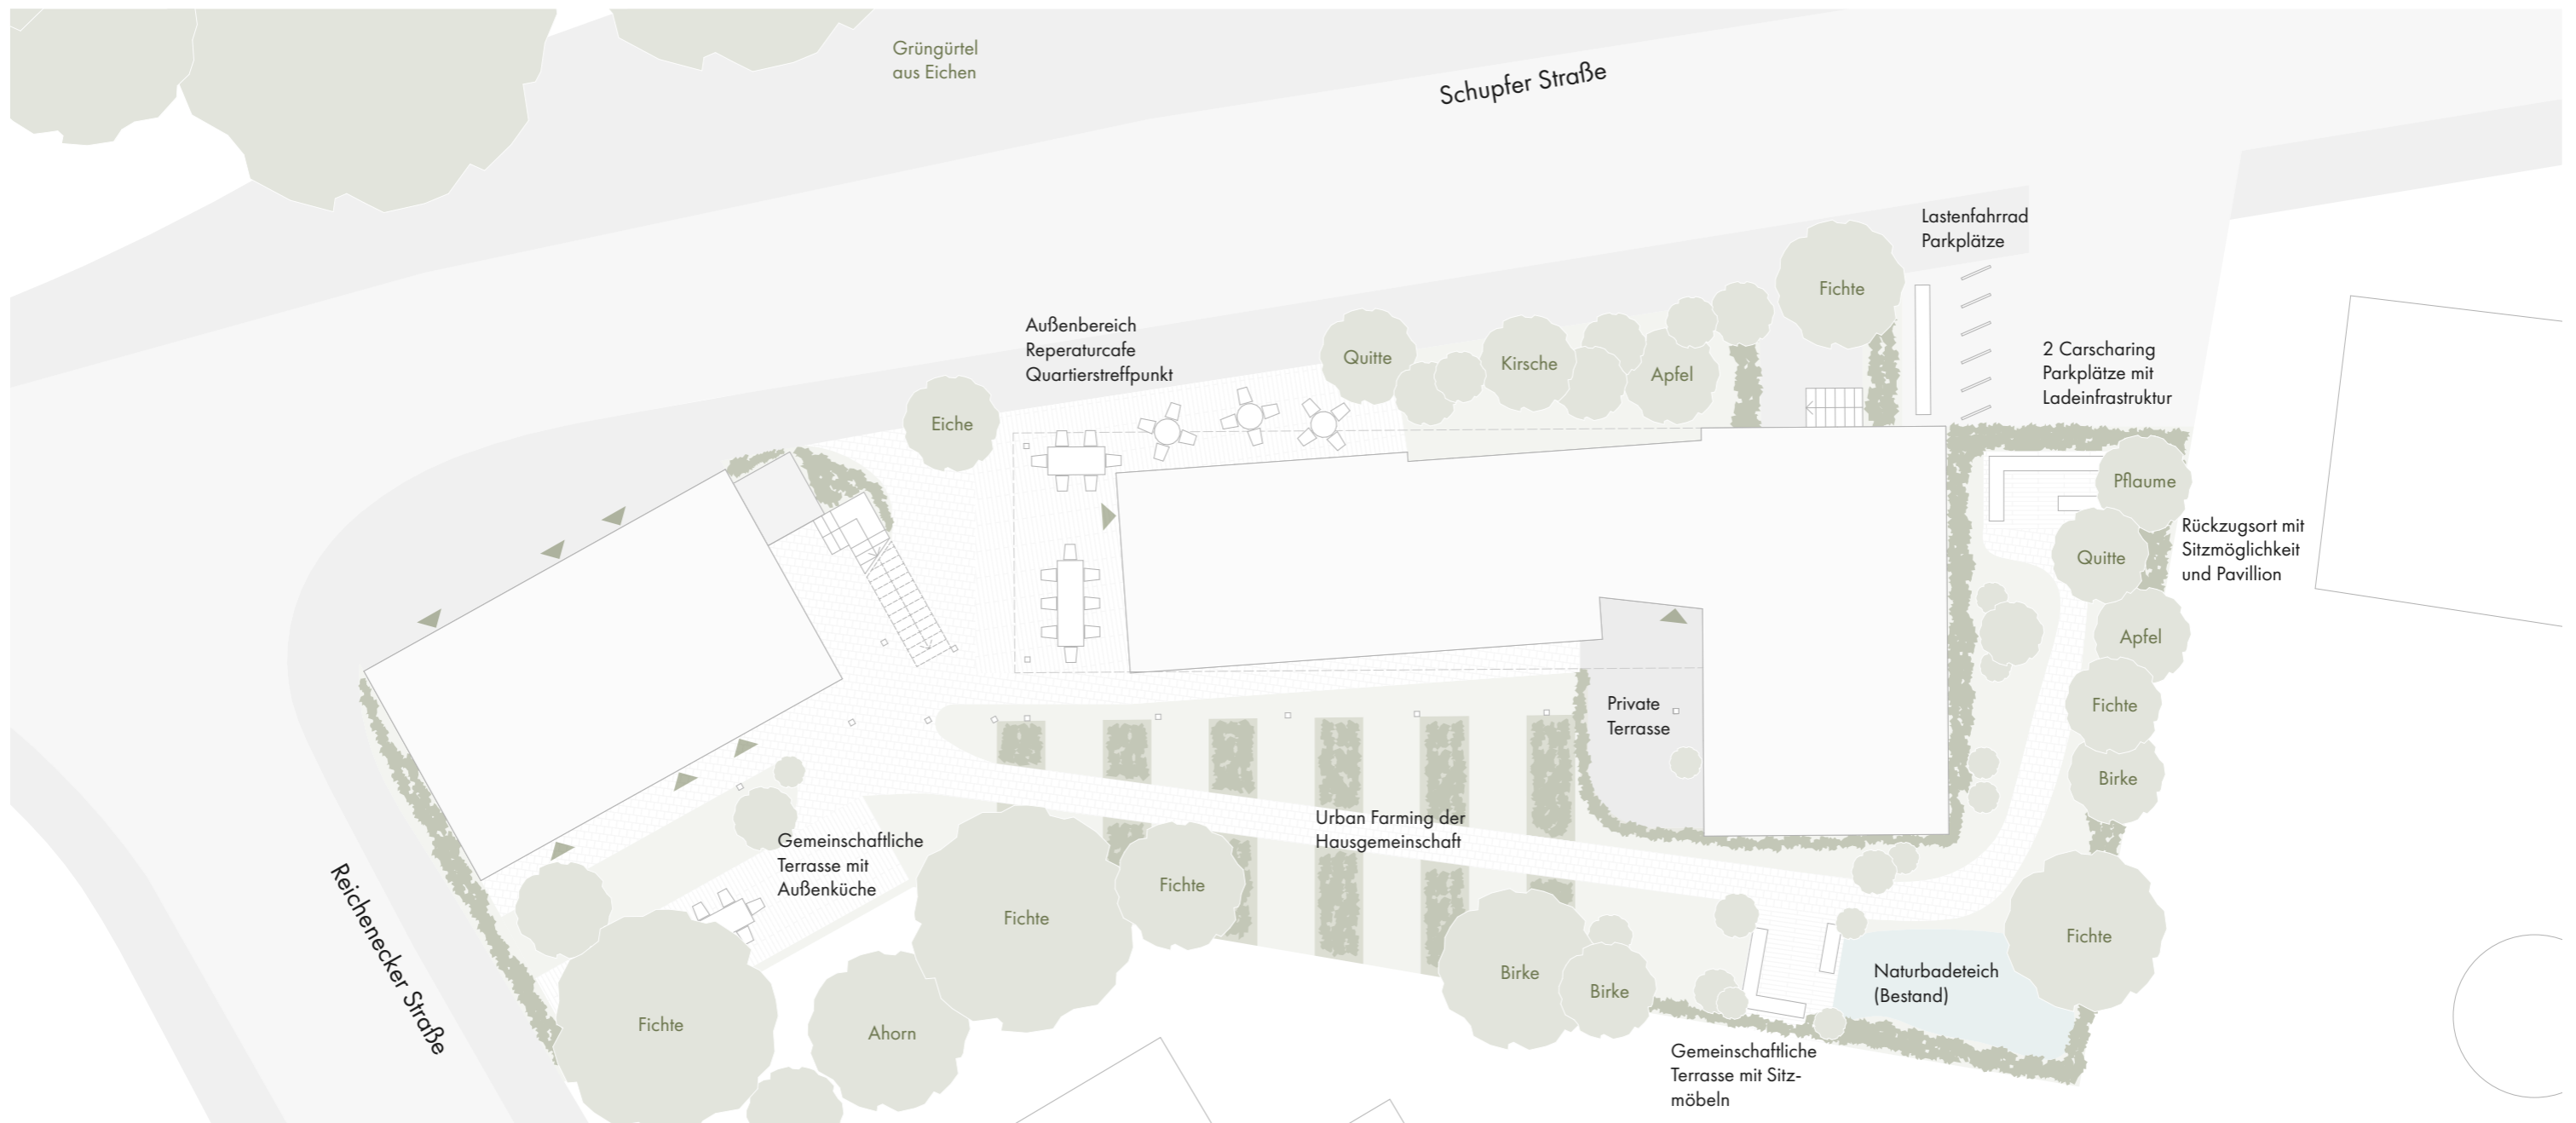 Grüngürtel
aus Eichen
Schupfer Straße
Lastenfahrrad
Parkplätze
Fichte
Außenbereich
Reperaturcafe
Quartierstreffpunkt
Quitte
Kirsche
Apfel
2 Carscharing
Parkplätze mit
Ladeinfrastruktur
Eiche
Pflaume
Rückzugsort mit
Sitzmöglichkeit
und Pavillion
Quitte
Apfel
Fichte
Private
Terrasse
Birke
Urban Farming der
Hausgemeinschaft
Gemeinschaftliche
Terrasse mit
Außenküche
Fichte
Fichte
Fichte
Reichenecker Straße
Birke
Birke
Naturbadeteich
(Bestand)
Fichte
Ahorn
Gemeinschaftliche
Terrasse mit Sitz-
möbeln